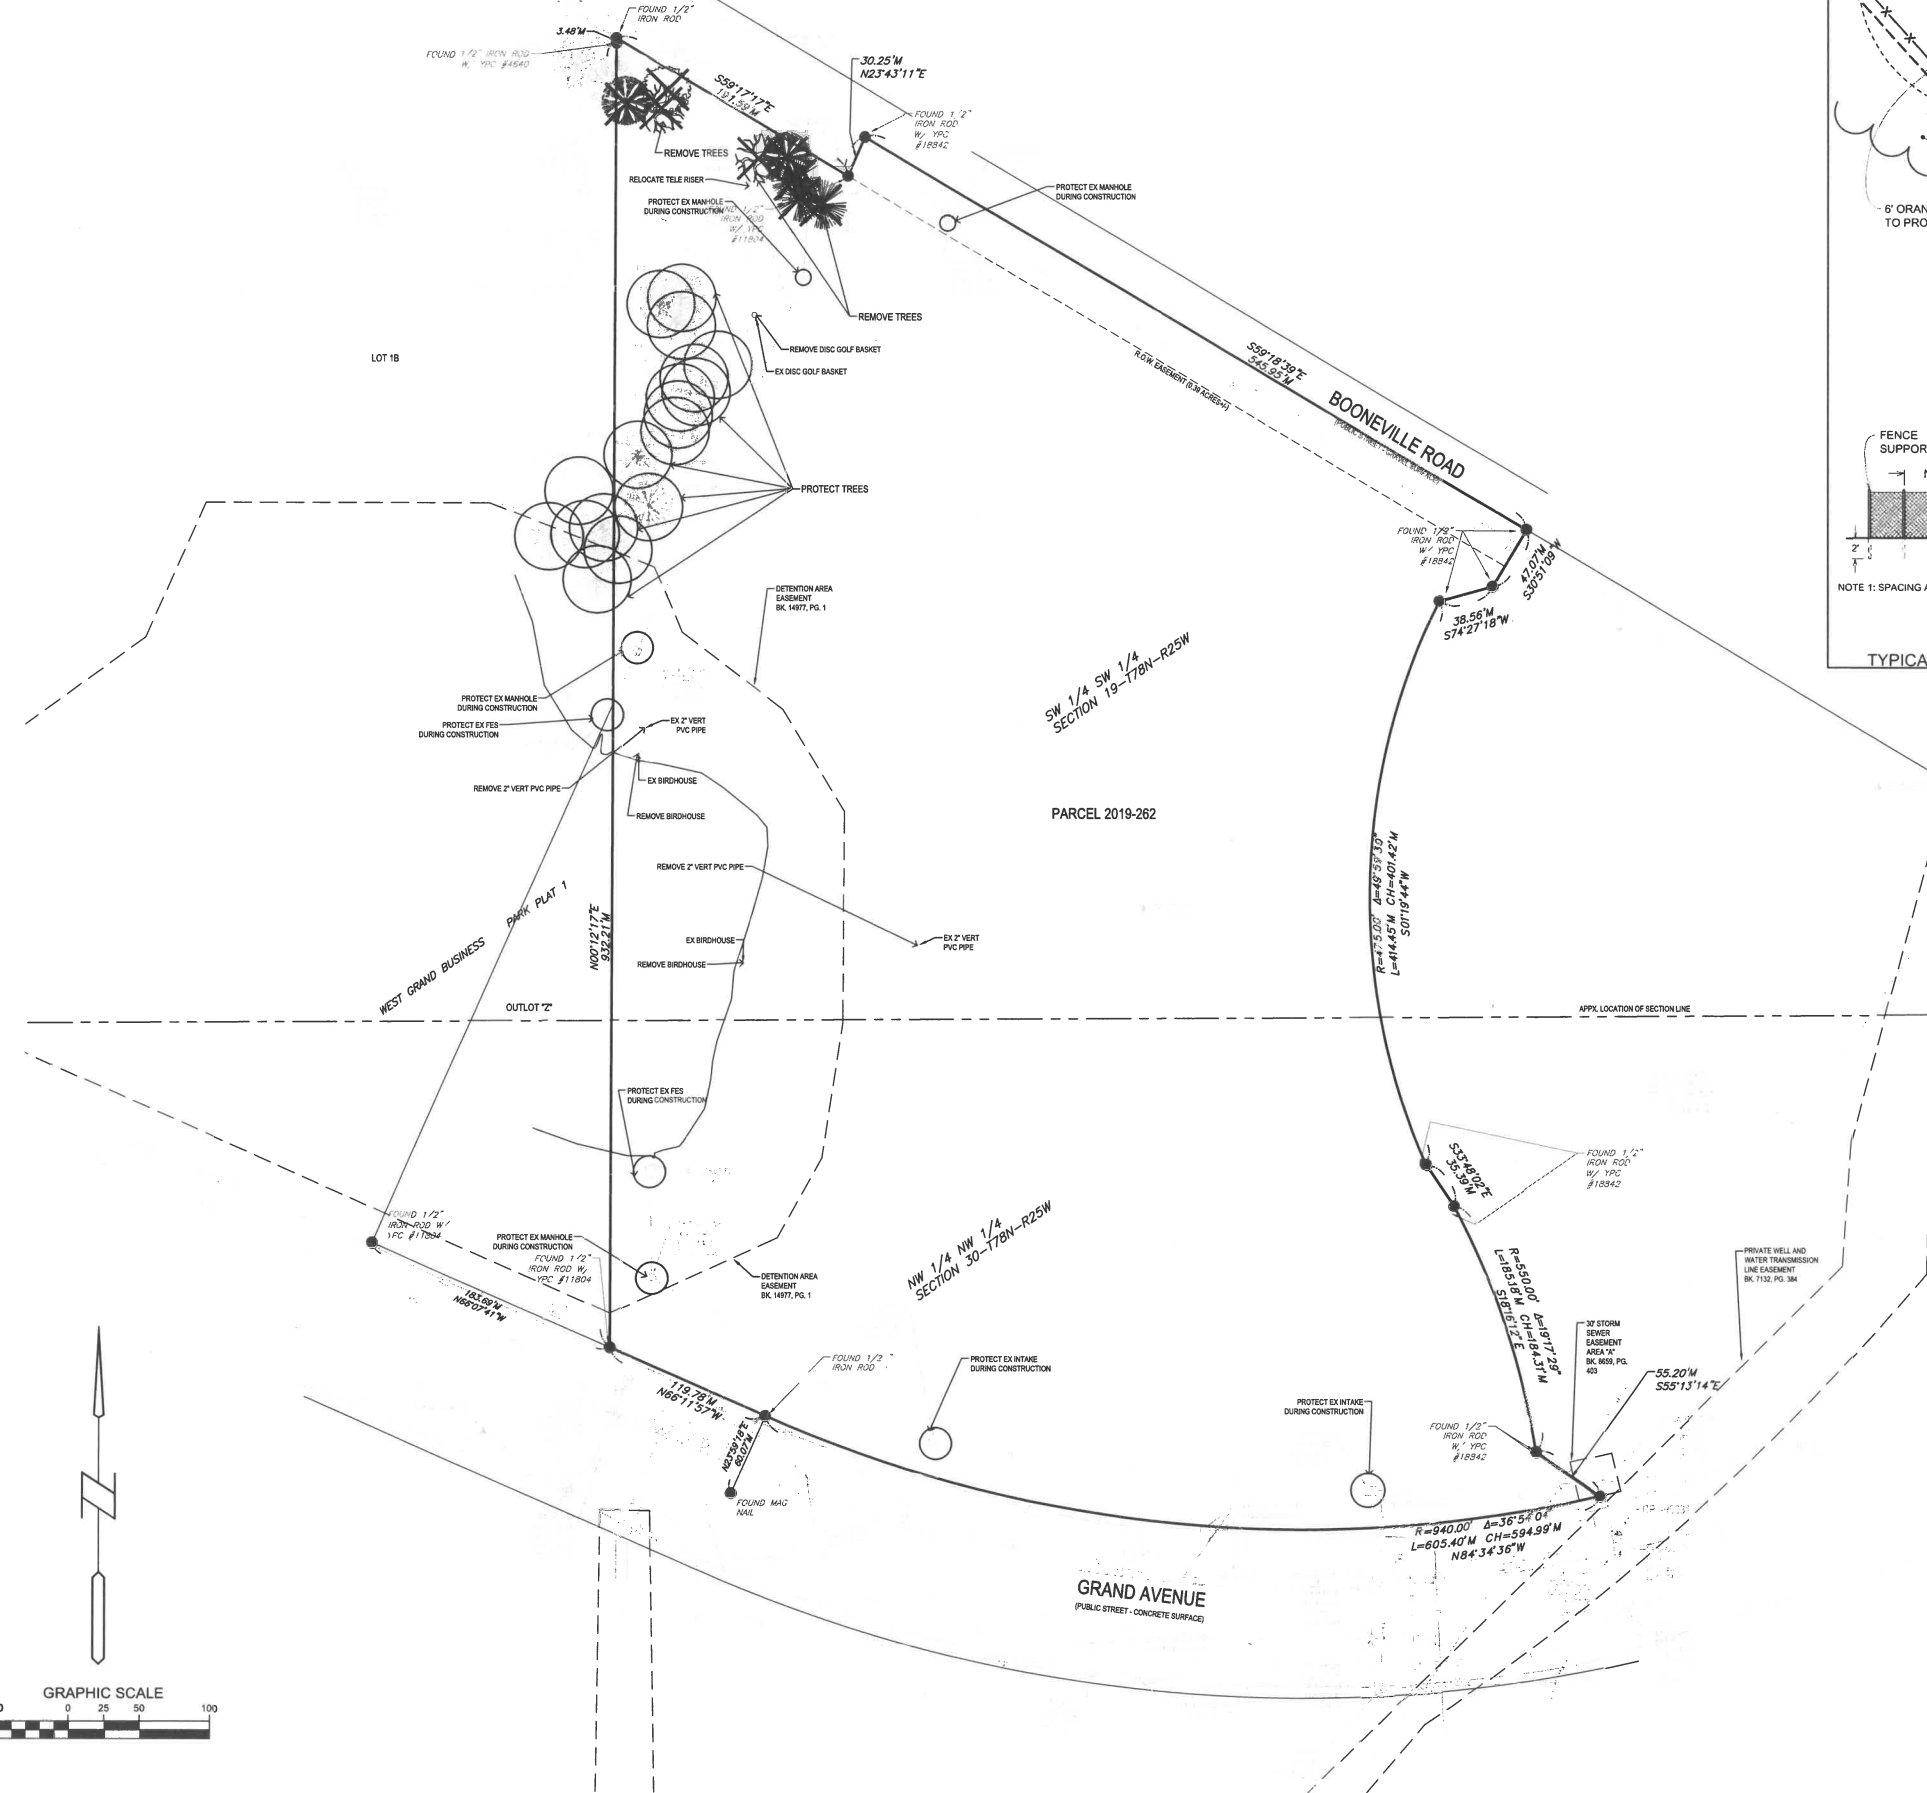 FOUND 1/2"
IRON ROD
3.48'M
FOUND 1/2" IRON ROD
W/ YPC #4640
S59°17'17"E
191.59'M
30.25'M
N23°43'11"E
FOUND 1/2"
IRON ROD
W/ YPC
#18842
REMOVE TREES
RELOCATE TELE RISER
PROTECT EX MANHOLE
DURING CONSTRUCTION
FOUND 1/2"
IRON ROD
W/ YPC
#11804
PROTECT EX MANHOLE
DURING CONSTRUCTION
REMOVE TREES
REMOVE DISC GOLF BASKET
EX DISC GOLF BASKET
LOT 1B
S59°18'39"E
545.95'M
R.O.W. EASEMENT (0.39 ACRES+/-)
BOONEVILLE ROAD
(PUBLIC STREET - GRAVEL SURFACE)
PROTECT TREES
FOUND 1/2"
IRON ROD
W/ YPC
#18842
47.07'M
S30°51'09"W
38.56'M
S74°27'18"W
DETENTION AREA
EASEMENT
BK. 14977, PG. 1
SW 1/4 SW 1/4
SECTION 19-T78N-R25W
PROTECT EX MANHOLE
DURING CONSTRUCTION
PROTECT EX FES
DURING CONSTRUCTION
EX 2" VERT
PVC PIPE
REMOVE 2" VERT PVC PIPE
EX BIRDHOUSE
REMOVE BIRDHOUSE
PARCEL 2019-262
REMOVE 2" VERT PVC PIPE
EX 2" VERT
PVC PIPE
EX BIRDHOUSE
REMOVE BIRDHOUSE
N00°12'17"E
932.21'M
R=475.00' Δ=49°59'30"
L=414.45'M CH=401.42'M
S01°19'44"W
WEST GRAND BUSINESS PARK PLAT 1
OUTLOT "Z"
APPX. LOCATION OF SECTION LINE
PROTECT EX FES
DURING CONSTRUCTION
S33°48'02"E
35.39'M
FOUND 1/2"
IRON ROD
W/ YPC
#18842
FOUND 1/2"
IRON ROD W/
YPC #11804
PROTECT EX MANHOLE
DURING CONSTRUCTION
FOUND 1/2"
IRON ROD W/
YPC #11804
DETENTION AREA
EASEMENT
BK. 14977, PG. 1
NW 1/4 NW 1/4
SECTION 30-T78N-R25W
183.69'M
N66°07'41"W
R=550.00' Δ=19°17'29"
L=185.18'M CH=184.31'M
S18°16'12"E
PRIVATE WELL AND
WATER TRANSMISSION
LINE EASEMENT
BK. 7132, PG. 384
30' STORM
SEWER
EASEMENT
AREA "A"
BK. 8659, PG.
403
55.20'M
S55°13'14"E
FOUND 1/2"
IRON ROD
119.78'M
N66°11'57"W
N23°59'18"E
60.07'M
FOUND MAG
NAIL
PROTECT EX INTAKE
DURING CONSTRUCTION
PROTECT EX INTAKE
DURING CONSTRUCTION
FOUND 1/2"
IRON ROD
W/ YPC
#18842
R=940.00' Δ=36°54'04"
L=605.40'M CH=594.99'M
N84°34'36"W
GRAND AVENUE
(PUBLIC STREET - CONCRETE SURFACE)
GRAPHIC SCALE
0 25 50 100
6' ORAN
TO PRO
FENCE
SUPPOR
2'
NOTE 1: SPACING A
TYPICA